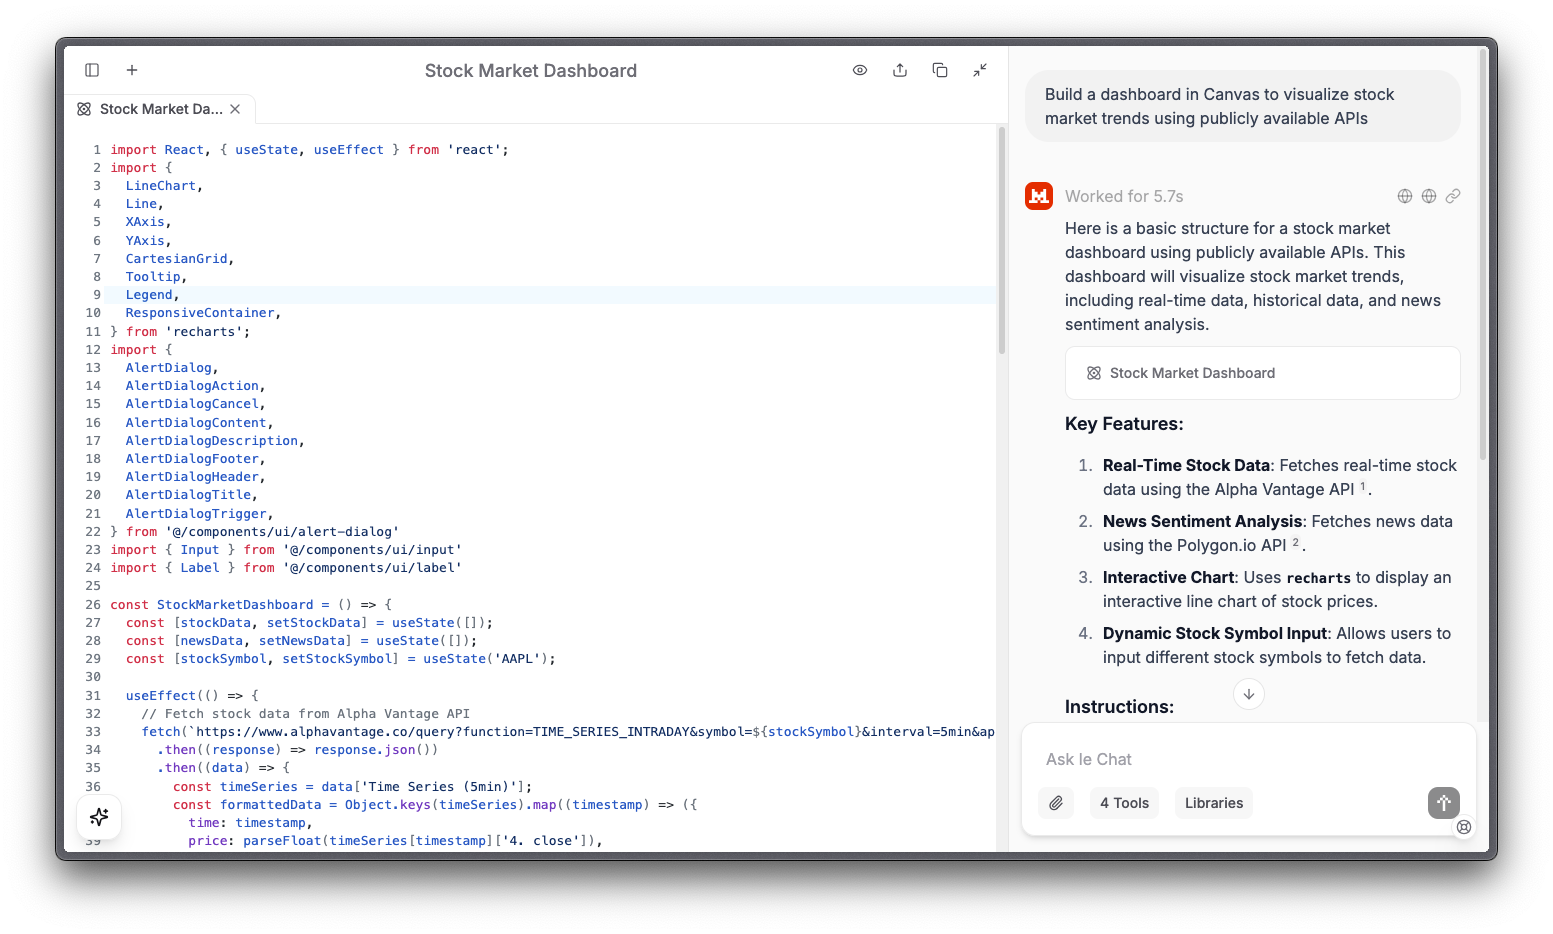 Stock Market Dashboard
Stock Market Da...
1 import React, { useState, useEffect } from 'react';
2 import {
3 LineChart,
4 Line,
5 XAxis,
6 YAxis,
7 CartesianGrid,
8 Tooltip,
9 Legend,
10 ResponsiveContainer,
11 } from 'recharts';
12 import {
13 AlertDialog,
14 AlertDialogAction,
15 AlertDialogCancel,
16 AlertDialogContent,
17 AlertDialogDescription,
18 AlertDialogFooter,
19 AlertDialogHeader,
20 AlertDialogTitle,
21 AlertDialogTrigger,
22 } from '@/components/ui/alert-dialog'
23 import { Input } from '@/components/ui/input'
24 import { Label } from '@/components/ui/label'
25
26 const StockMarketDashboard = () => {
27 const [stockData, setStockData] = useState([]);
28 const [newsData, setNewsData] = useState([]);
29 const [stockSymbol, setStockSymbol] = useState('AAPL');
30
31 useEffect(() => {
32 // Fetch stock data from Alpha Vantage API
33 fetch(`https://www.alphavantage.co/query?function=TIME_SERIES_INTRADAY&symbol=${stockSymbol}&interval=5min&ap
34 .then((response) => response.json())
35 .then((data) => {
36 const timeSeries = data['Time Series (5min)'];
const formattedData = Object.keys(timeSeries).map((timestamp) => ({
time: timestamp,
39 price: parseFloat(timeSeries[timestamp]['4. close']),
Build a dashboard in Canvas to visualize stock
market trends using publicly available APIs
Worked for 5.7s
Here is a basic structure for a stock market
dashboard using publicly available APIs. This
dashboard will visualize stock market trends,
including real-time data, historical data, and news
sentiment analysis.
Stock Market Dashboard
Key Features:
1. Real-Time Stock Data: Fetches real-time stock
data using the Alpha Vantage API 1.
2. News Sentiment Analysis: Fetches news data
using the Polygon.io API 2.
3. Interactive Chart: Uses recharts to display an
interactive line chart of stock prices.
4. Dynamic Stock Symbol Input: Allows users to
input different stock symbols to fetch data.
Instructions:
Ask le Chat
4 Tools
Libraries